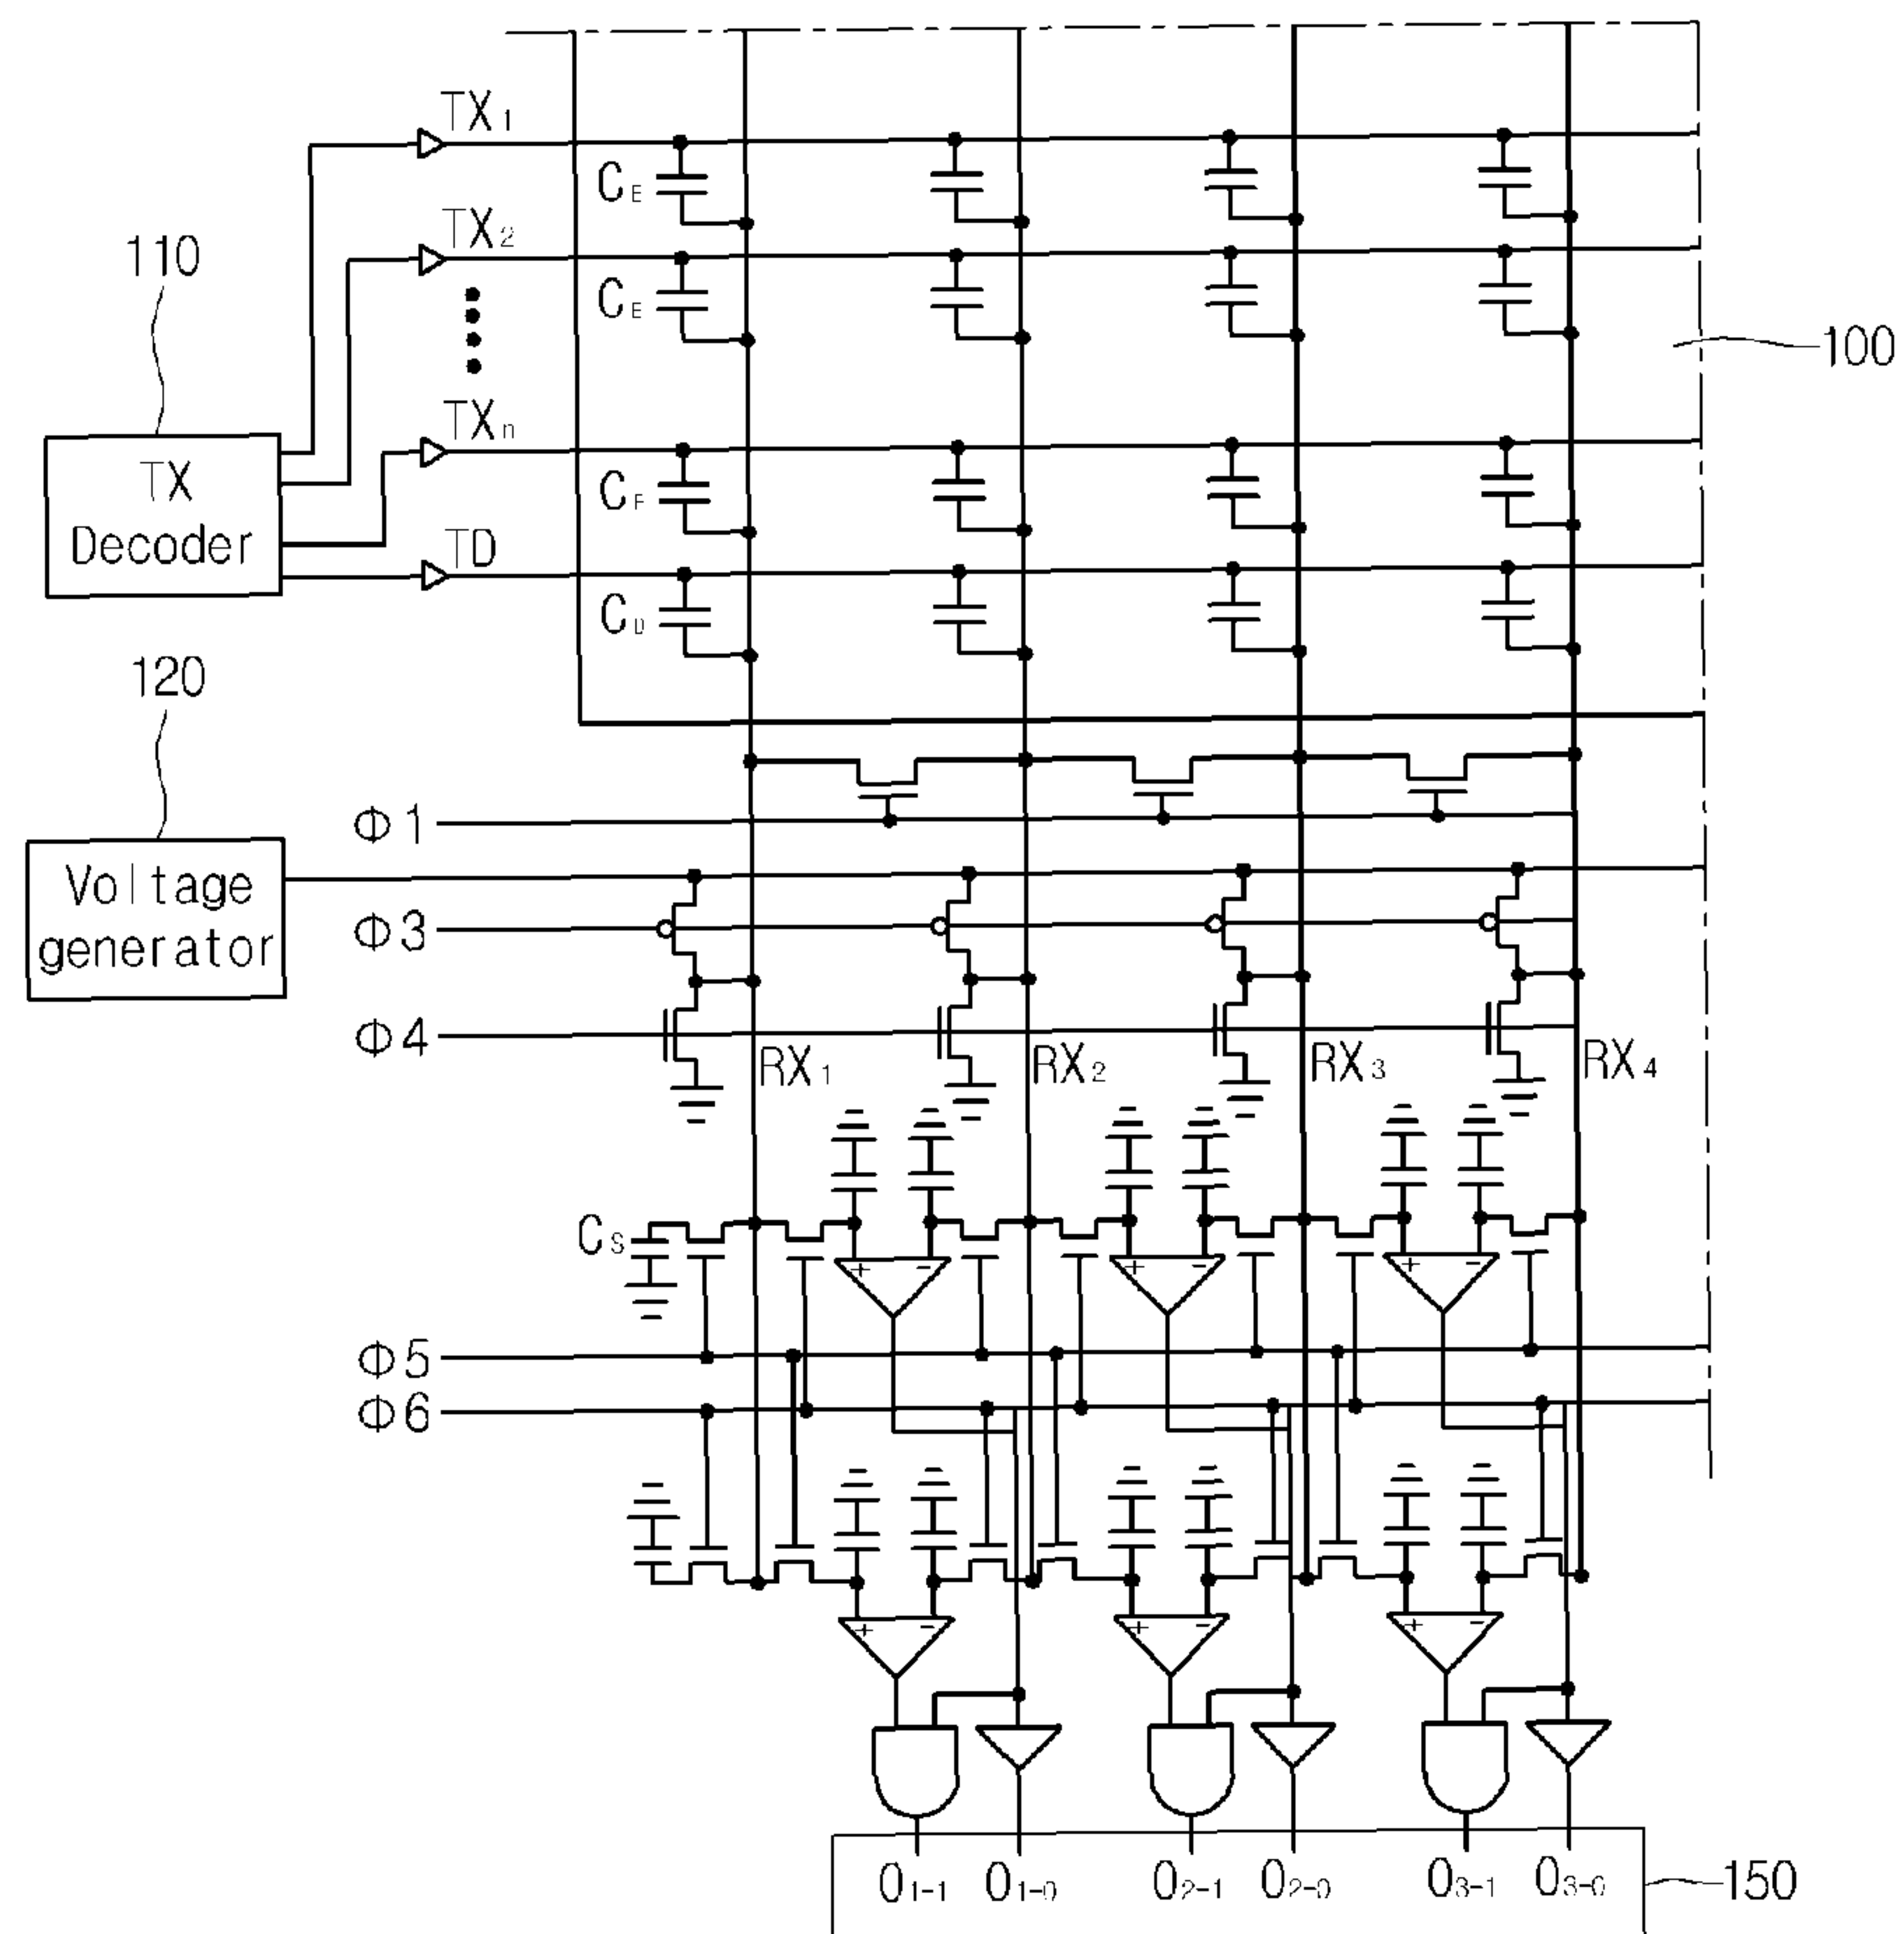 TX1
CE
TX2
110
CE
100
TXn
TX
Decoder
CF
TD
CD
120
Φ1
Voltage
generator
Φ3
Φ4
RX1 RX2 RX3 RX4
CS
+ - + - + -
Φ5
Φ6
+ - + - + -
O1-1 O1-0 O2-1 O2-0 O3-1 O3-0
150